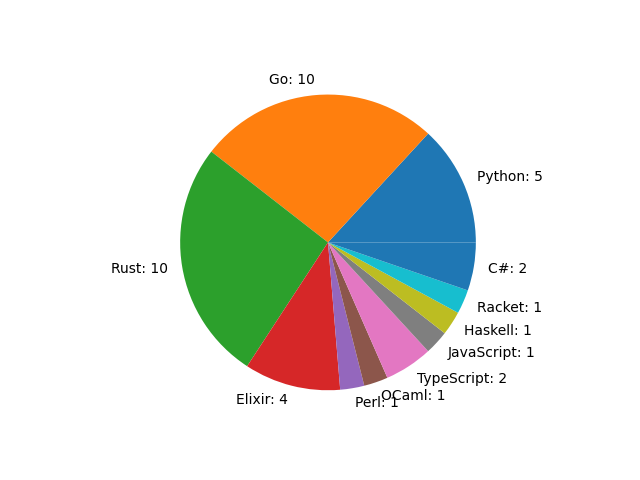 Go: 10
Python: 5
Rust: 10
C#: 2
Racket: 1
Haskell: 1
JavaScript: 1
TypeScript: 2
OCaml: 1
Elixir: 4
Perl: 1